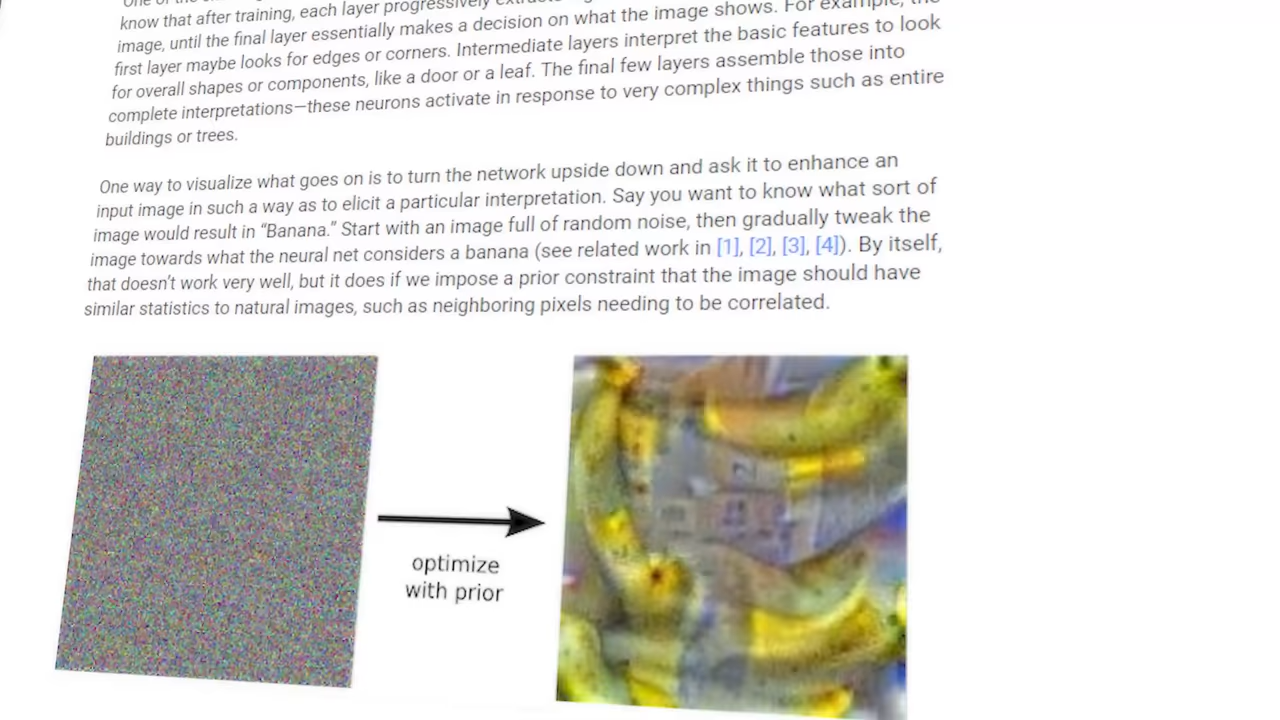 know that after training, each layer progressively
image, until the final layer essentially makes a decision on what the image shows. For example, the
first layer maybe looks for edges or corners. Intermediate layers interpret the basic features to look
for overall shapes or components, like a door or a leaf. The final few layers assemble those into
complete interpretations—these neurons activate in response to very complex things such as entire
buildings or trees.
One way to visualize what goes on is to turn the network upside down and ask it to enhance an
input image in such a way as to elicit a particular interpretation. Say you want to know what sort of
image would result in “Banana.” Start with an image full of random noise, then gradually tweak the
image towards what the neural net considers a banana (see related work in [1], [2], [3], [4]). By itself,
that doesn’t work very well, but it does if we impose a prior constraint that the image should have
similar statistics to natural images, such as neighboring pixels needing to be correlated.
optimize
with prior